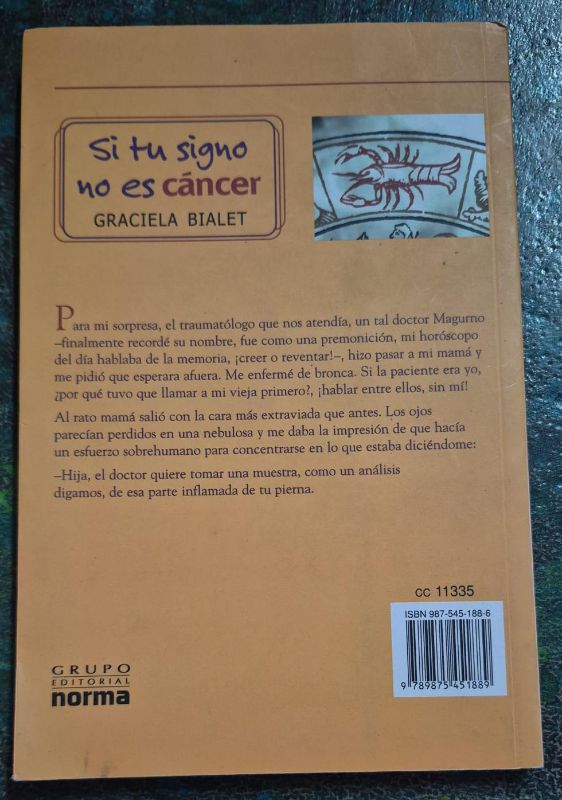 Si tu signo
no es cáncer
GRACIELA BIALET
Para mi sorpresa, el traumatólogo que nos atendía, un tal doctor Magurno
–finalmente recordé su nombre, fue como una premonición, mi horóscopo
del día hablaba de la memoria, ¡creer o reventar!–, hizo pasar a mi mamá y
me pidió que esperara afuera. Me enfermé de bronca. Si la paciente era yo,
¿por qué tuvo que llamar a mi vieja primero?, ¡hablar entre ellos, sin mí!
Al rato mamá salió con la cara más extraviada que antes. Los ojos
parecían perdidos en una nebulosa y me daba la impresión de que hacía
un esfuerzo sobrehumano para concentrarse en lo que estaba diciéndome:
–Hija, el doctor quiere tomar una muestra, como un análisis
digamos, de esa parte inflamada de tu pierna.
CC 11335
ISBN 987-545-188-6
9 789875 451889
GRUPO
EDITORIAL
norma